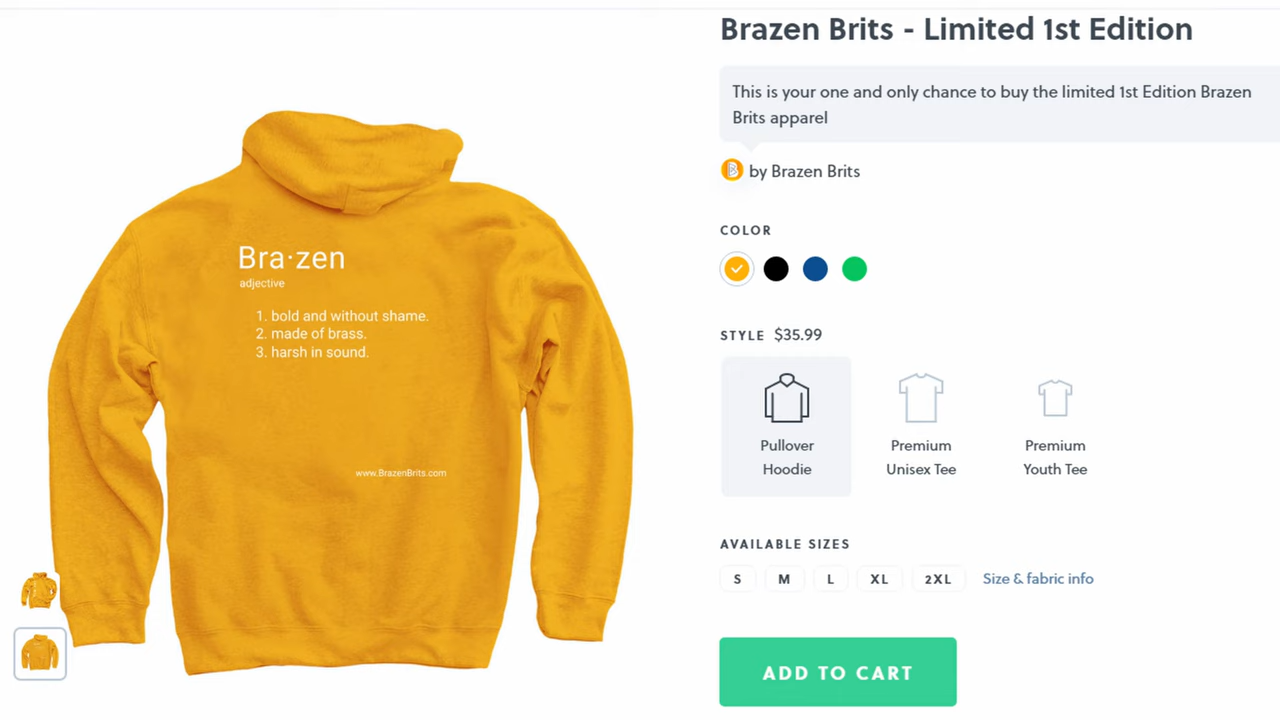 Brazen Brits - Limited 1st Edition
This is your one and only chance to buy the limited 1st Edition Brazen
Brits apparel
by Brazen Brits
COLOR
STYLE $35.99
Pullover
Hoodie
Premium
Unisex Tee
Premium
Youth Tee
AVAILABLE SIZES
S M L XL 2XL Size & fabric info
ADD TO CART
Bra·zen
adjective
1. bold and without shame.
2. made of brass.
3. harsh in sound.
www.BrazenBrits.com